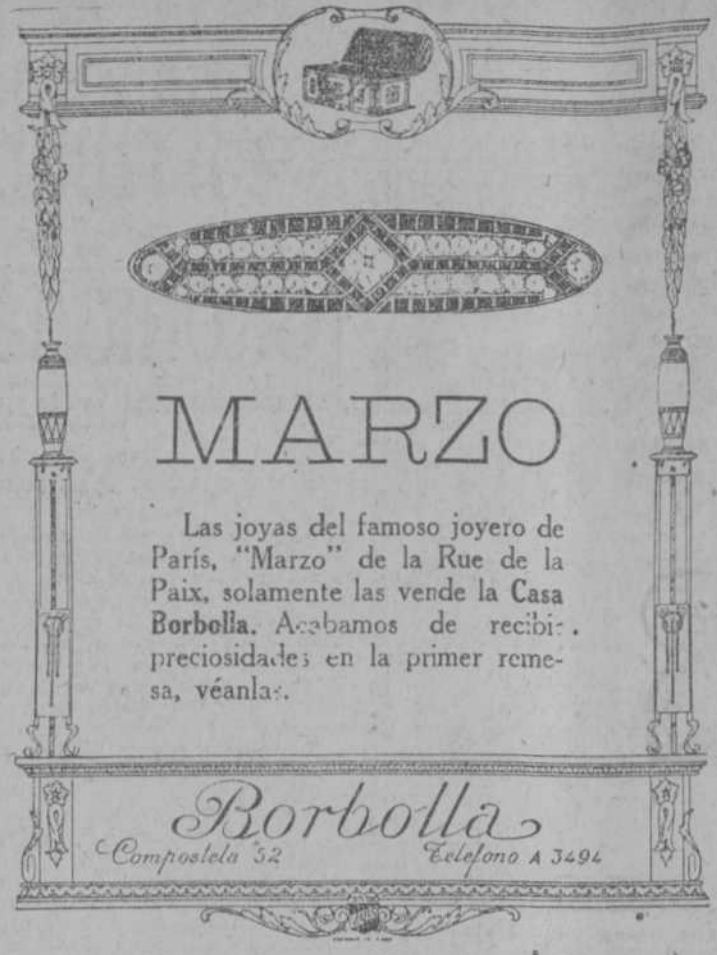 MARZO
Las joyas del famoso joyero de
París, "Marzo" de la Rue de la
Paix, solamente las vende la Casa
Borbolla. Acabamos de recibir
preciosidades en la primer reme-
sa, véanlas.
Borbolla
Compostela 52 Telefono A 3494